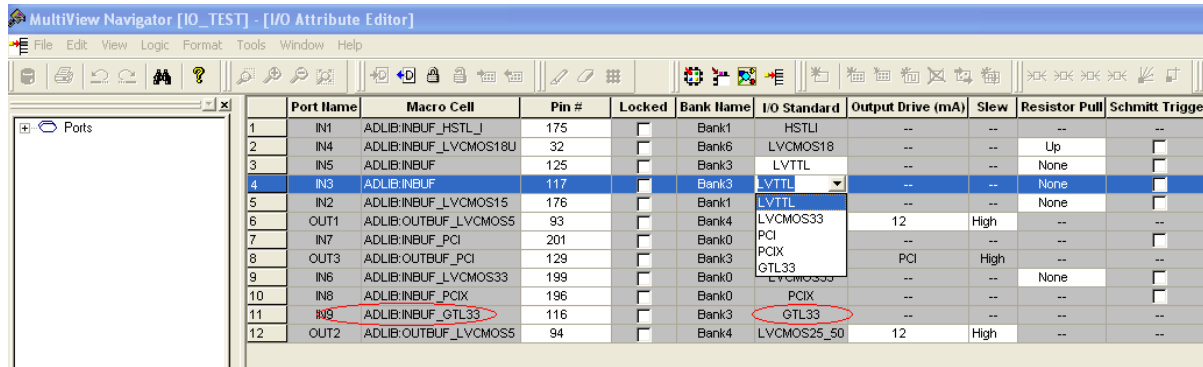 MultiView Navigator [IO_TEST] - [I/O Attribute Editor]
File Edit View Logic Format Tools Window Help
Ports
Port Name Macro Cell Pin # Locked Bank Name I/O Standard Output Drive (mA) Slew Resistor Pull Schmitt Trigge
1 IN1 ADLIB:INBUF_HSTL_I 175 Bank1 HSTLI -- -- -- --
2 IN4 ADLIB:INBUF_LVCMOS18U 32 Bank6 LVCMOS18 -- -- Up
3 IN5 ADLIB:INBUF 125 Bank3 LVTTL -- -- None
4 IN3 ADLIB:INBUF 117 Bank3 LVTTL -- -- None
5 IN2 ADLIB:INBUF_LVCMOS15 176 Bank1 -- -- None
6 OUT1 ADLIB:OUTBUF_LVCMOS5 93 Bank4 12 High -- --
7 IN7 ADLIB:INBUF_PCI 201 Bank0 -- -- --
8 OUT3 ADLIB:OUTBUF_PCI 129 Bank3 PCI High -- --
9 IN6 ADLIB:INBUF_LVCMOS33 199 Bank0 LVCMOS33 -- -- None
10 IN8 ADLIB:INBUF_PCIX 196 Bank0 PCIX -- -- --
11 IN9 ADLIB:INBUF_GTL33 116 Bank3 GTL33 -- -- -- --
12 OUT2 ADLIB:OUTBUF_LVCMOS5 94 Bank4 LVCMOS25_50 12 High -- --
LVTTL
LVCMOS33
PCI
PCIX
GTL33